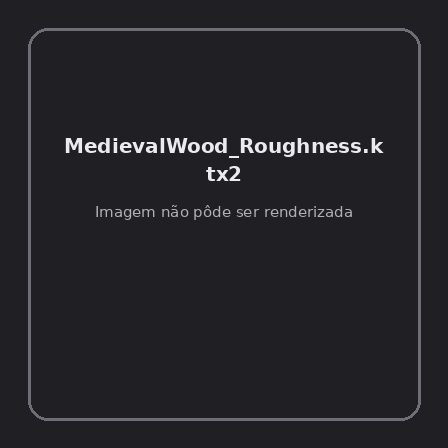 MedievalWood_Roughness.k
tx2
Imagem não pôde ser renderizada